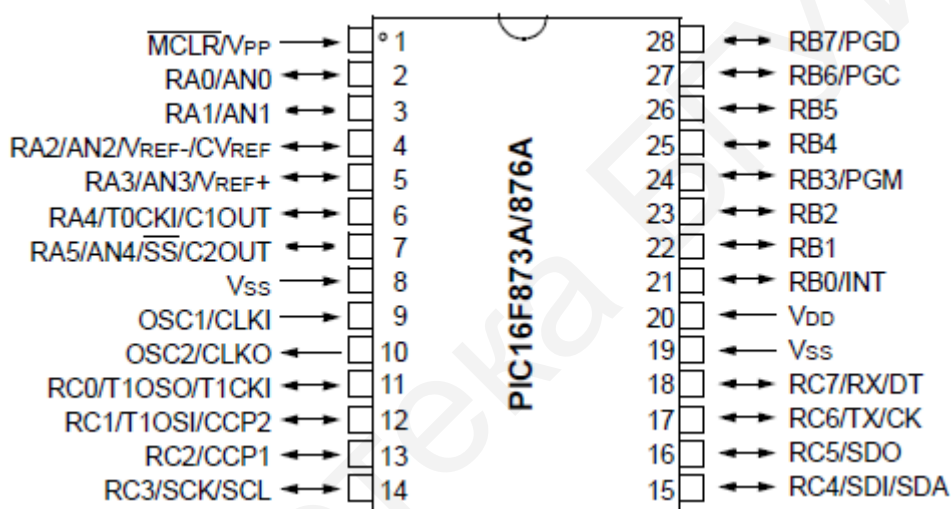 MCLR/VPP
RA0/AN0
RA1/AN1
RA2/AN2/VREF-/CVREF
RA3/AN3/VREF+
RA4/T0CKI/C1OUT
RA5/AN4/SS/C2OUT
VSS
OSC1/CLKI
OSC2/CLKO
RC0/T1OSO/T1CKI
RC1/T1OSI/CCP2
RC2/CCP1
RC3/SCK/SCL
1
2
3
4
5
6
7
8
9
10
11
12
13
14
PIC16F873A/876A
28
27
26
25
24
23
22
21
20
19
18
17
16
15
RB7/PGD
RB6/PGC
RB5
RB4
RB3/PGM
RB2
RB1
RB0/INT
VDD
VSS
RC7/RX/DT
RC6/TX/CK
RC5/SDO
RC4/SDI/SDA